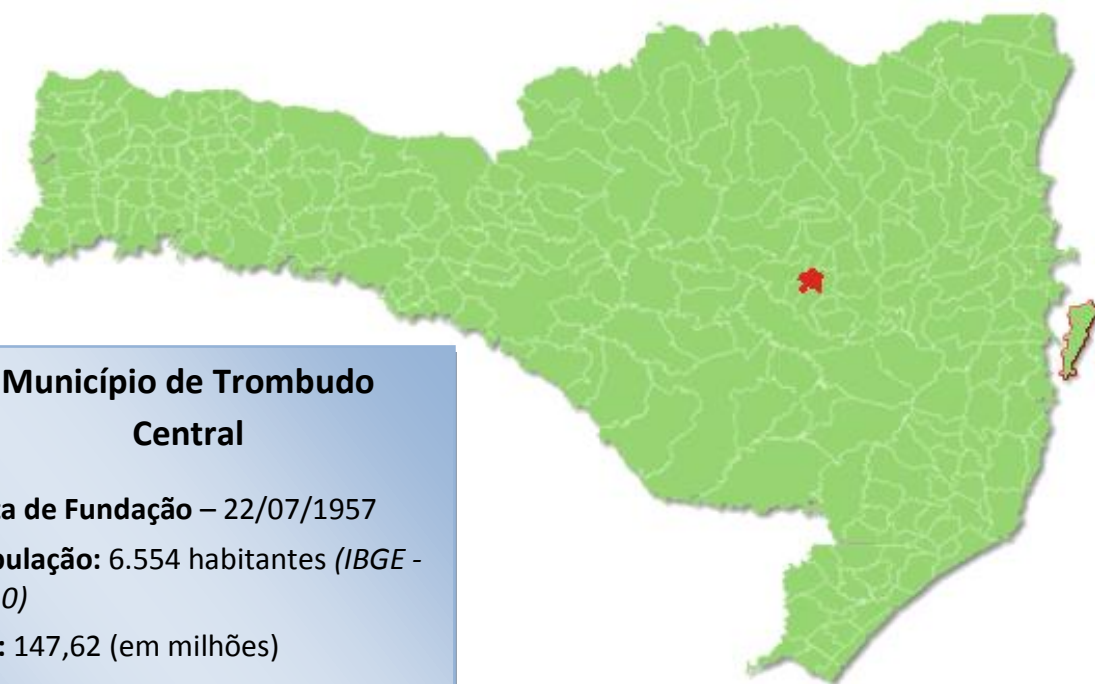 Município de Trombudo
Central
a de Fundação – 22/07/1957
ulação: 6.554 habitantes (IBGE -
0)
: 147,62 (em milhões)